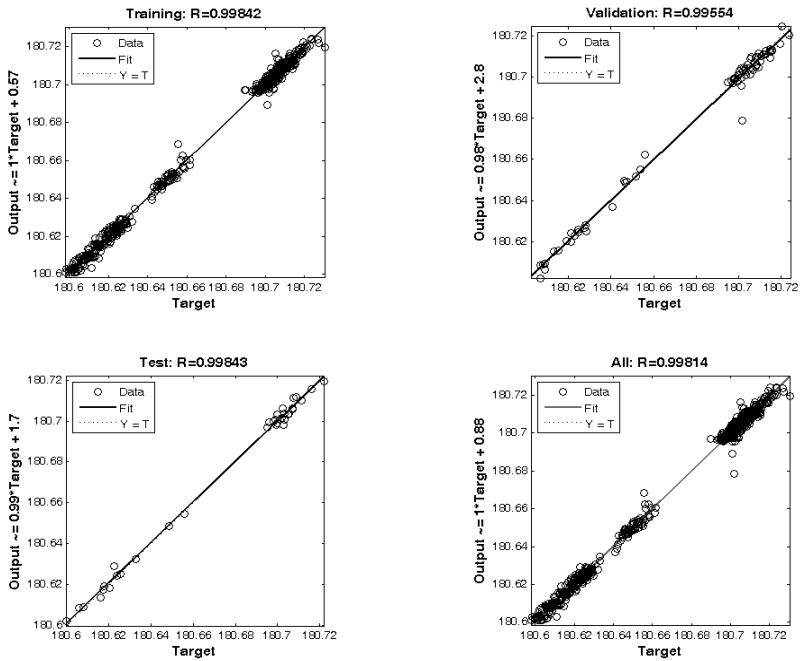 Training: R=0.99842
Output ~= 1*Target + 0.57
180.72
180.7
180.68
180.66
180.64
180.62
180.6
Data
Fit
Y = T
180.6 180.62 180.64 180.66 180.68 180.7 180.72
Target
Validation: R=0.99554
Output ~= 0.98*Target + 2.8
180.72
180.7
180.68
180.66
180.64
180.62
Data
Fit
Y = T
180.62 180.64 180.66 180.68 180.7 180.72
Target
Test: R=0.99843
Output ~= 0.99*Target + 1.7
180.72
180.7
180.68
180.66
180.64
180.62
180.6
Data
Fit
Y = T
180.6 180.62 180.64 180.66 180.68 180.7 180.72
Target
All: R=0.99814
Output ~= 1*Target + 0.88
180.72
180.7
180.68
180.66
180.64
180.62
180.6
Data
Fit
Y = T
180.6 180.62 180.64 180.66 180.68 180.7 180.72
Target